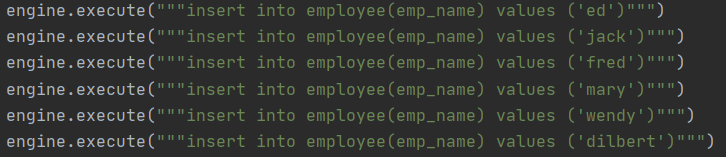 engine.execute("""insert into employee(emp_name) values ('ed')""")
engine.execute("""insert into employee(emp_name) values ('jack')""")
engine.execute("""insert into employee(emp_name) values ('fred')""")
engine.execute("""insert into employee(emp_name) values ('mary')""")
engine.execute("""insert into employee(emp_name) values ('wendy')""")
engine.execute("""insert into employee(emp_name) values ('dilbert')""")